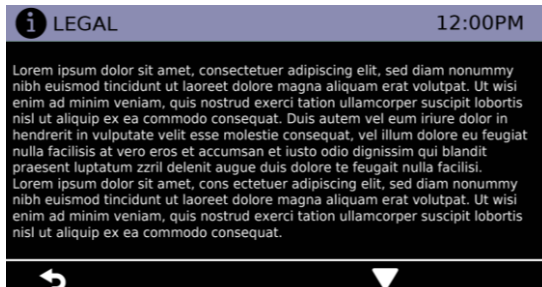 i LEGAL 12:00PM
Lorem ipsum dolor sit amet, consectetuer adipiscing elit, sed diam nonummy
nibh euismod tincidunt ut laoreet dolore magna aliquam erat volutpat. Ut wisi
enim ad minim veniam, quis nostrud exerci tation ullamcorper suscipit lobortis
nisl ut aliquip ex ea commodo consequat. Duis autem vel eum iriure dolor in
hendrerit in vulputate velit esse molestie consequat, vel illum dolore eu feugiat
nulla facilisis at vero eros et accumsan et iusto odio dignissim qui blandit
praesent luptatum zzril delenit augue duis dolore te feugait nulla facilisi.
Lorem ipsum dolor sit amet, cons ectetuer adipiscing elit, sed diam nonummy
nibh euismod tincidunt ut laoreet dolore magna aliquam erat volutpat. Ut wisi
enim ad minim veniam, quis nostrud exerci tation ullamcorper suscipit lobortis
nisl ut aliquip ex ea commodo consequat.